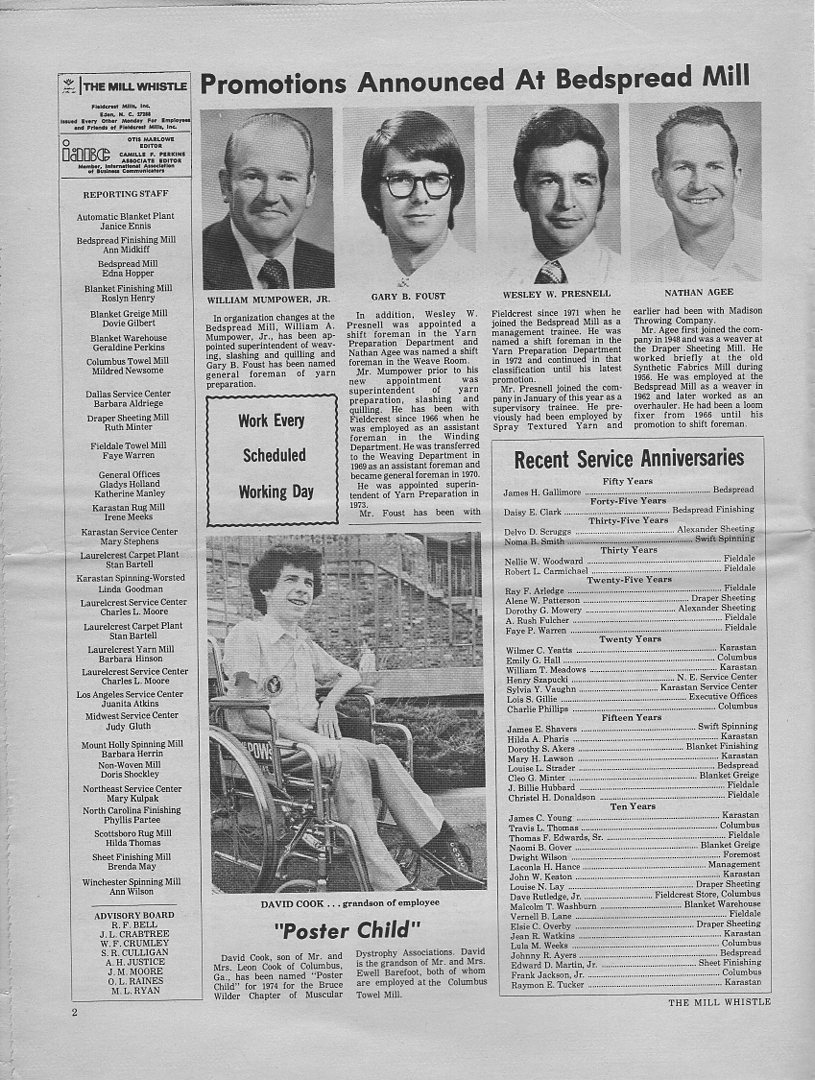 THE MILL WHISTLE
Fieldcrest Mills, Inc.
Eden, N. C. 27288
Issued Every Other Monday For Employees
and Friends of Fieldcrest Mills, Inc.
OTIS MARLOWE
EDITOR
CAMILLE F. PERKINS
ASSOCIATE EDITOR
Member, International Association
of Business Communicators
REPORTING STAFF
Automatic Blanket Plant
Janice Ennis
Bedspread Finishing Mill
Ann Midkiff
Bedspread Mill
Edna Hopper
Blanket Finishing Mill
Roslyn Henry
Blanket Greige Mill
Dovie Gilbert
Blanket Warehouse
Geraldine Perkins
Columbus Towel Mill
Mildred Newsome
Dallas Service Center
Barbara Aldriege
Draper Sheeting Mill
Ruth Minter
Fieldale Towel Mill
Faye Warren
General Offices
Gladys Holland
Katherine Manley
Karastan Rug Mill
Irene Meeks
Karastan Service Center
Mary Stephens
Laurelcrest Carpet Plant
Stan Bartell
Karastan Spinning-Worsted
Linda Goodman
Laurelcrest Service Center
Charles L. Moore
Laurelcrest Carpet Plant
Stan Bartell
Laurelcrest Yarn Mill
Barbara Hinson
Laurelcrest Service Center
Charles L. Moore
Los Angeles Service Center
Juanita Atkins
Midwest Service Center
Judy Gluth
Mount Holly Spinning Mill
Barbara Herrin
Non-Woven Mill
Doris Shockley
Northeast Service Center
Mary Kulpak
North Carolina Finishing
Phyllis Partee
Scottsboro Rug Mill
Hilda Thomas
Sheet Finishing Mill
Brenda May
Winchester Spinning Mill
Ann Wilson
ADVISORY BOARD
R. F. BELL
J. L. CRABTREE
W. F. CRUMLEY
S. R. CULLIGAN
A. H. JUSTICE
J. M. MOORE
O. L. RAINES
M. L. RYAN
Promotions Announced At Bedspread Mill
WILLIAM MUMPOWER, JR.
GARY B. FOUST
WESLEY W. PRESNELL
NATHAN AGEE
In organization changes at the
Bedspread Mill, William A.
Mumpower, Jr., has been ap-
pointed superintendent of weav-
ing, slashing and quilling and
Gary B. Foust has been named
general foreman of yarn
preparation.
Work Every
Scheduled
Working Day
In addition, Wesley W.
Presnell was appointed a
shift foreman in the Yarn
Preparation Department and
Nathan Agee was named a shift
foreman in the Weave Room.
Mr. Mumpower prior to his
new appointment was
superintendent of yarn
preparation, slashing and
quilling. He has been with
Fieldcrest since 1966 when he
was employed as an assistant
foreman in the Winding
Department. He was transferred
to the Weaving Department in
1969 as an assistant foreman and
became general foreman in 1970.
He was appointed superin-
tendent of Yarn Preparation in
1973.
Mr. Foust has been with
Fieldcrest since 1971 when he
joined the Bedspread Mill as a
management trainee. He was
named a shift foreman in the
Yarn Preparation Department
in 1972 and continued in that
classification until his latest
promotion.
Mr. Presnell joined the com-
pany in January of this year as a
supervisory trainee. He pre-
viously had been employed by
Spray Textured Yarn and
earlier had been with Madison
Throwing Company.
Mr. Agee first joined the com-
pany in 1948 and was a weaver at
the Draper Sheeting Mill. He
worked briefly at the old
Synthetic Fabrics Mill during
1956. He was employed at the
Bedspread Mill as a weaver in
1962 and later worked as an
overhauler. He had been a loom
fixer from 1966 until his
promotion to shift foreman.
DAVID COOK . . . grandson of employee
"Poster Child"
David Cook, son of Mr. and
Mrs. Leon Cook of Columbus,
Ga., has been named "Poster
Child" for 1974 for the Bruce
Wilder Chapter of Muscular
Dystrophy Associations. David
is the grandson of Mr. and Mrs.
Ewell Barefoot, both of whom
are employed at the Columbus
Towel Mill.
Recent Service Anniversaries
Fifty Years
James H. Gallimore ... Bedspread
Forty-Five Years
Daisy E. Clark ... Bedspread Finishing
Thirty-Five Years
Delvo D. Scruggs ... Alexander Sheeting
Noma B. Smith ... Swift Spinning
Thirty Years
Nellie W. Woodward ... Fieldale
Robert L. Carmichael ... Fieldale
Twenty-Five Years
Ray F. Arledge ... Fieldale
Alene W. Patterson ... Draper Sheeting
Dorothy G. Mowery ... Alexander Sheeting
A. Rush Fulcher ... Fieldale
Faye P. Warren ... Fieldale
Twenty Years
Wilmer C. Yeatts ... Karastan
Emily G. Hall ... Columbus
William T. Meadows ... Karastan
Henry Szapucki ... N. E. Service Center
Sylvia Y. Vaughn ... Karastan Service Center
Lois S. Gillie ... Executive Offices
Charlie Phillips ... Columbus
Fifteen Years
James E. Shavers ... Swift Spinning
Hilda A. Pharis ... Karastan
Dorothy S. Akers ... Blanket Finishing
Mary H. Lawson ... Karastan
Louise L. Strader ... Bedspread
Cleo G. Minter ... Blanket Greige
J. Billie Hubbard ... Fieldale
Christel H. Donaldson ... Fieldale
Ten Years
James C. Young ... Karastan
Travis L. Thomas ... Columbus
Thomas F. Edwards, Sr. ... Fieldale
Naomi B. Gover ... Blanket Greige
Dwight Wilson ... Foremost
Laconla H. Hance ... Management
John W. Keaton ... Karastan
Louise N. Lay ... Draper Sheeting
Dave Rutledge, Jr. ... Fieldcrest Store, Columbus
Malcolm T. Washburn ... Blanket Warehouse
Vernell B. Lane ... Fieldale
Elsie C. Overby ... Draper Sheeting
Jean R. Watkins ... Karastan
Lula M. Weeks ... Columbus
Johnny R. Ayers ... Bedspread
Edward D. Martin, Jr. ... Sheet Finishing
Frank Jackson, Jr. ... Columbus
Raymon E. Tucker ... Karastan
2
THE MILL WHISTLE